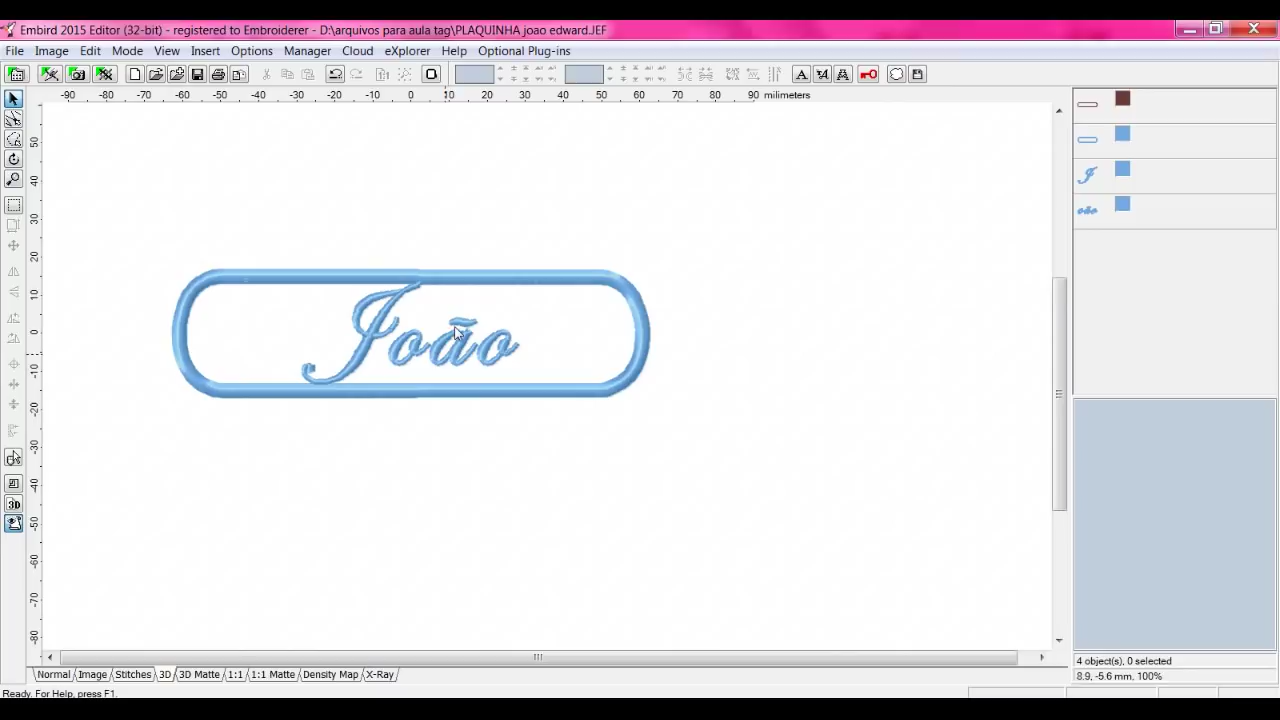 Embird 2015 Editor (32-bit) - registered to Embroiderer - D:\arquivos para aula tag\PLAQUINHA joao edward.JEF
File Image Edit Mode View Insert Options Manager Cloud eXplorer Help Optional Plug-ins
-90 -80 -70 -60 -50 -40 -30 -20 -10 0 10 20 30 40 50 60 70 80 90 milimeters
50
40
30
20
10
0
-10
-20
-30
-40
-50
-60
-70
-80
João
J
oão
3D
4 object(s), 0 selected
8.9, -5.6 mm, 100%
Normal Image Stitches 3D 3D Matte 1:1 1:1 Matte Density Map X-Ray
Ready. For Help, press F1.